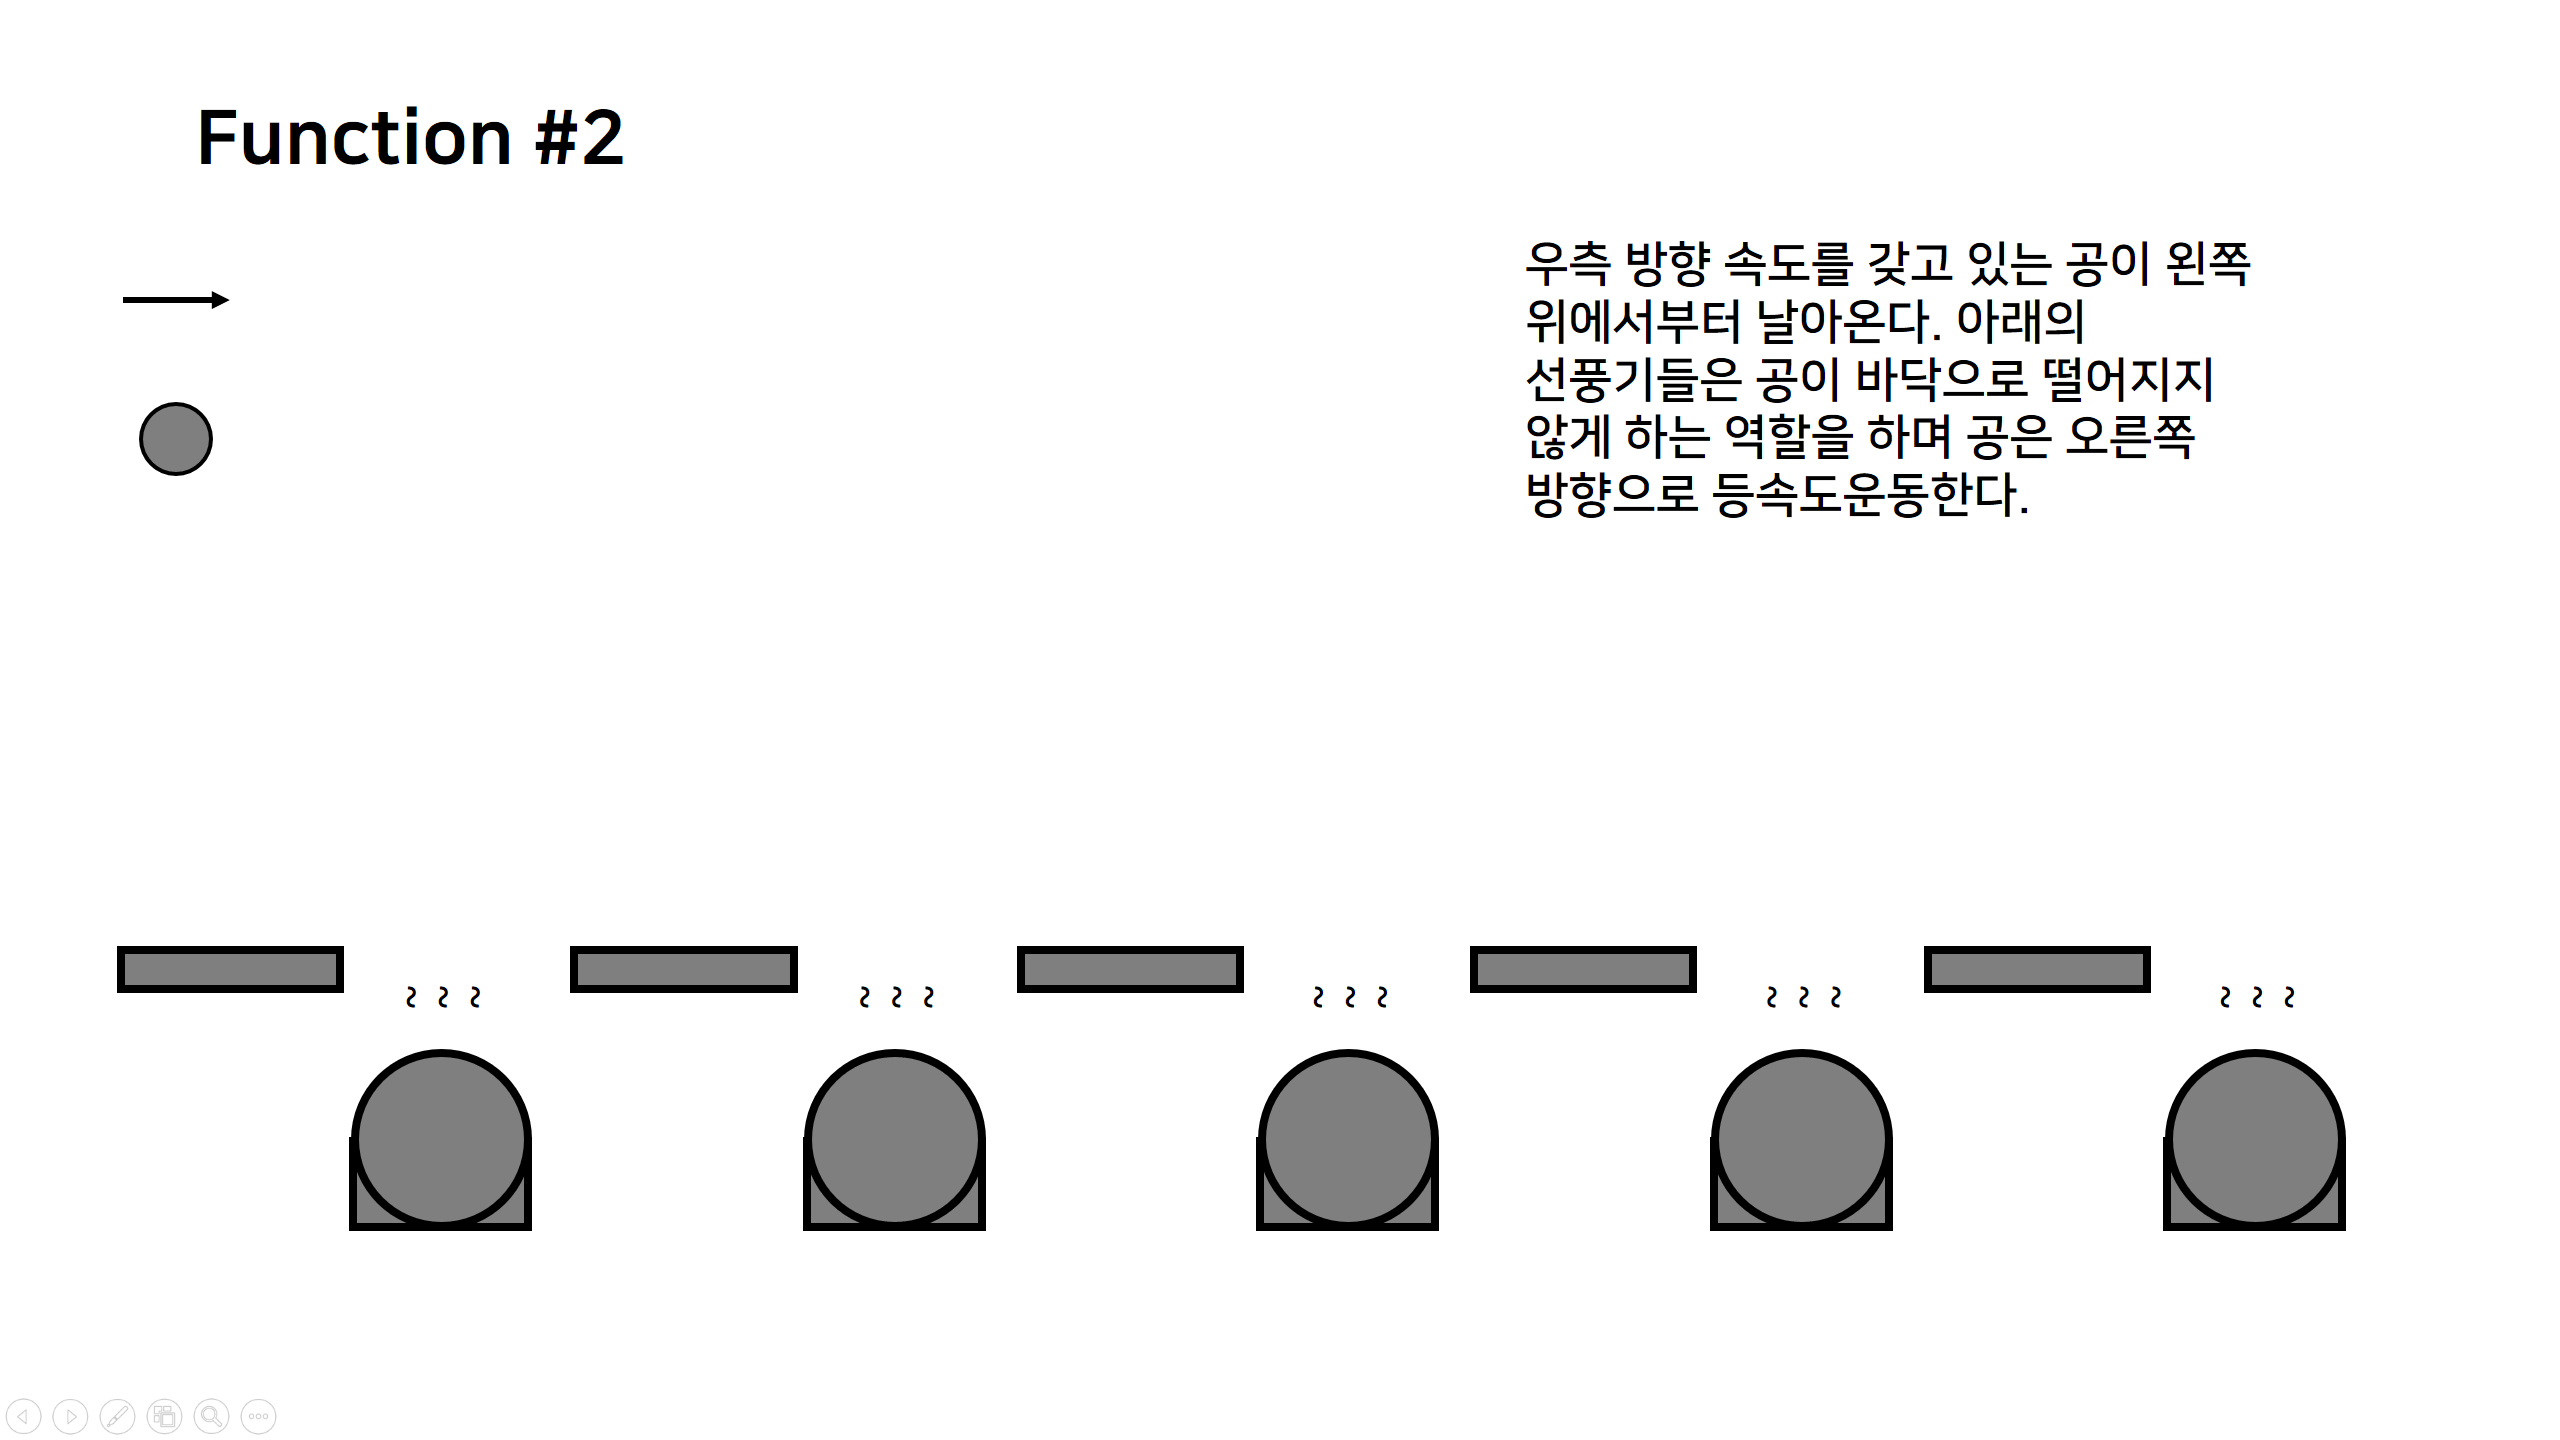 Function #2
우측 방향 속도를 갖고 있는 공이 왼쪽
위에서부터 날아온다. 아래의
선풍기들은 공이 바닥으로 떨어지지
않게 하는 역할을 하며 공은 오른쪽
방향으로 등속도운동한다.